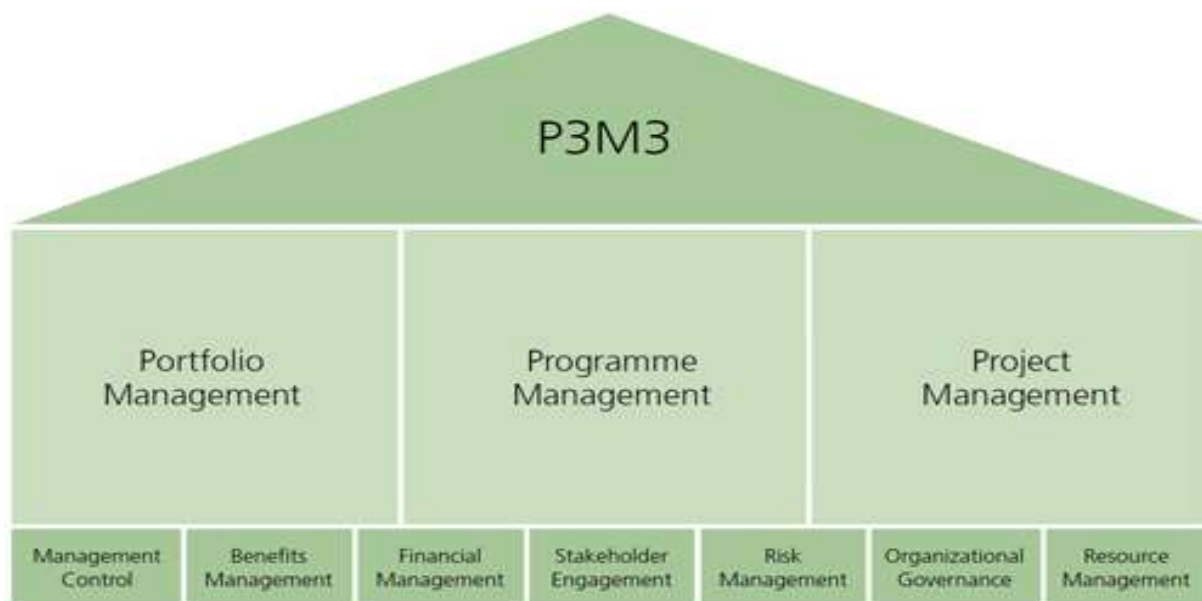 P3M3
Portfolio
Management
Programme
Management
Project
Management
Management
Control
Benefits
Management
Financial
Management
Stakeholder
Engagement
Risk
Management
Organizational
Governance
Resource
Management